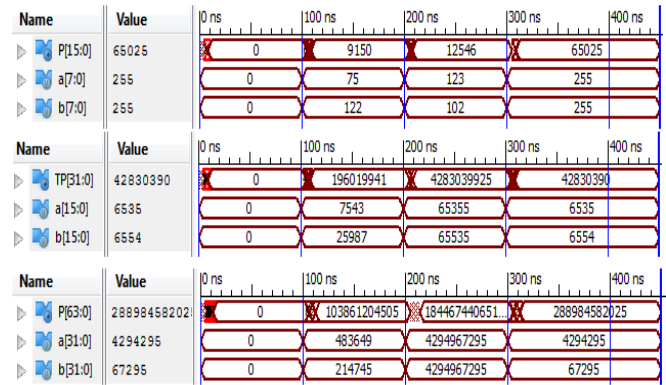 Name Value 0 ns 100 ns 200 ns 300 ns 400 ns
P[15:0] 65025 0 9150 12546 65025
a[7:0] 255 0 75 123 255
b[7:0] 255 0 122 102 255
Name Value 0 ns 100 ns 200 ns 300 ns 400 ns
TP[31:0] 42830390 0 196019941 4283039925 42830390
a[15:0] 6535 0 7543 65355 6535
b[15:0] 6554 0 25987 65535 6554
Name Value 0 ns 100 ns 200 ns 300 ns 400 ns
P[63:0] 288984582025 0 103861204505 184467440651... 288984582025
a[31:0] 4294295 0 483649 4294967295 4294295
b[31:0] 67295 0 214745 4294967295 67295